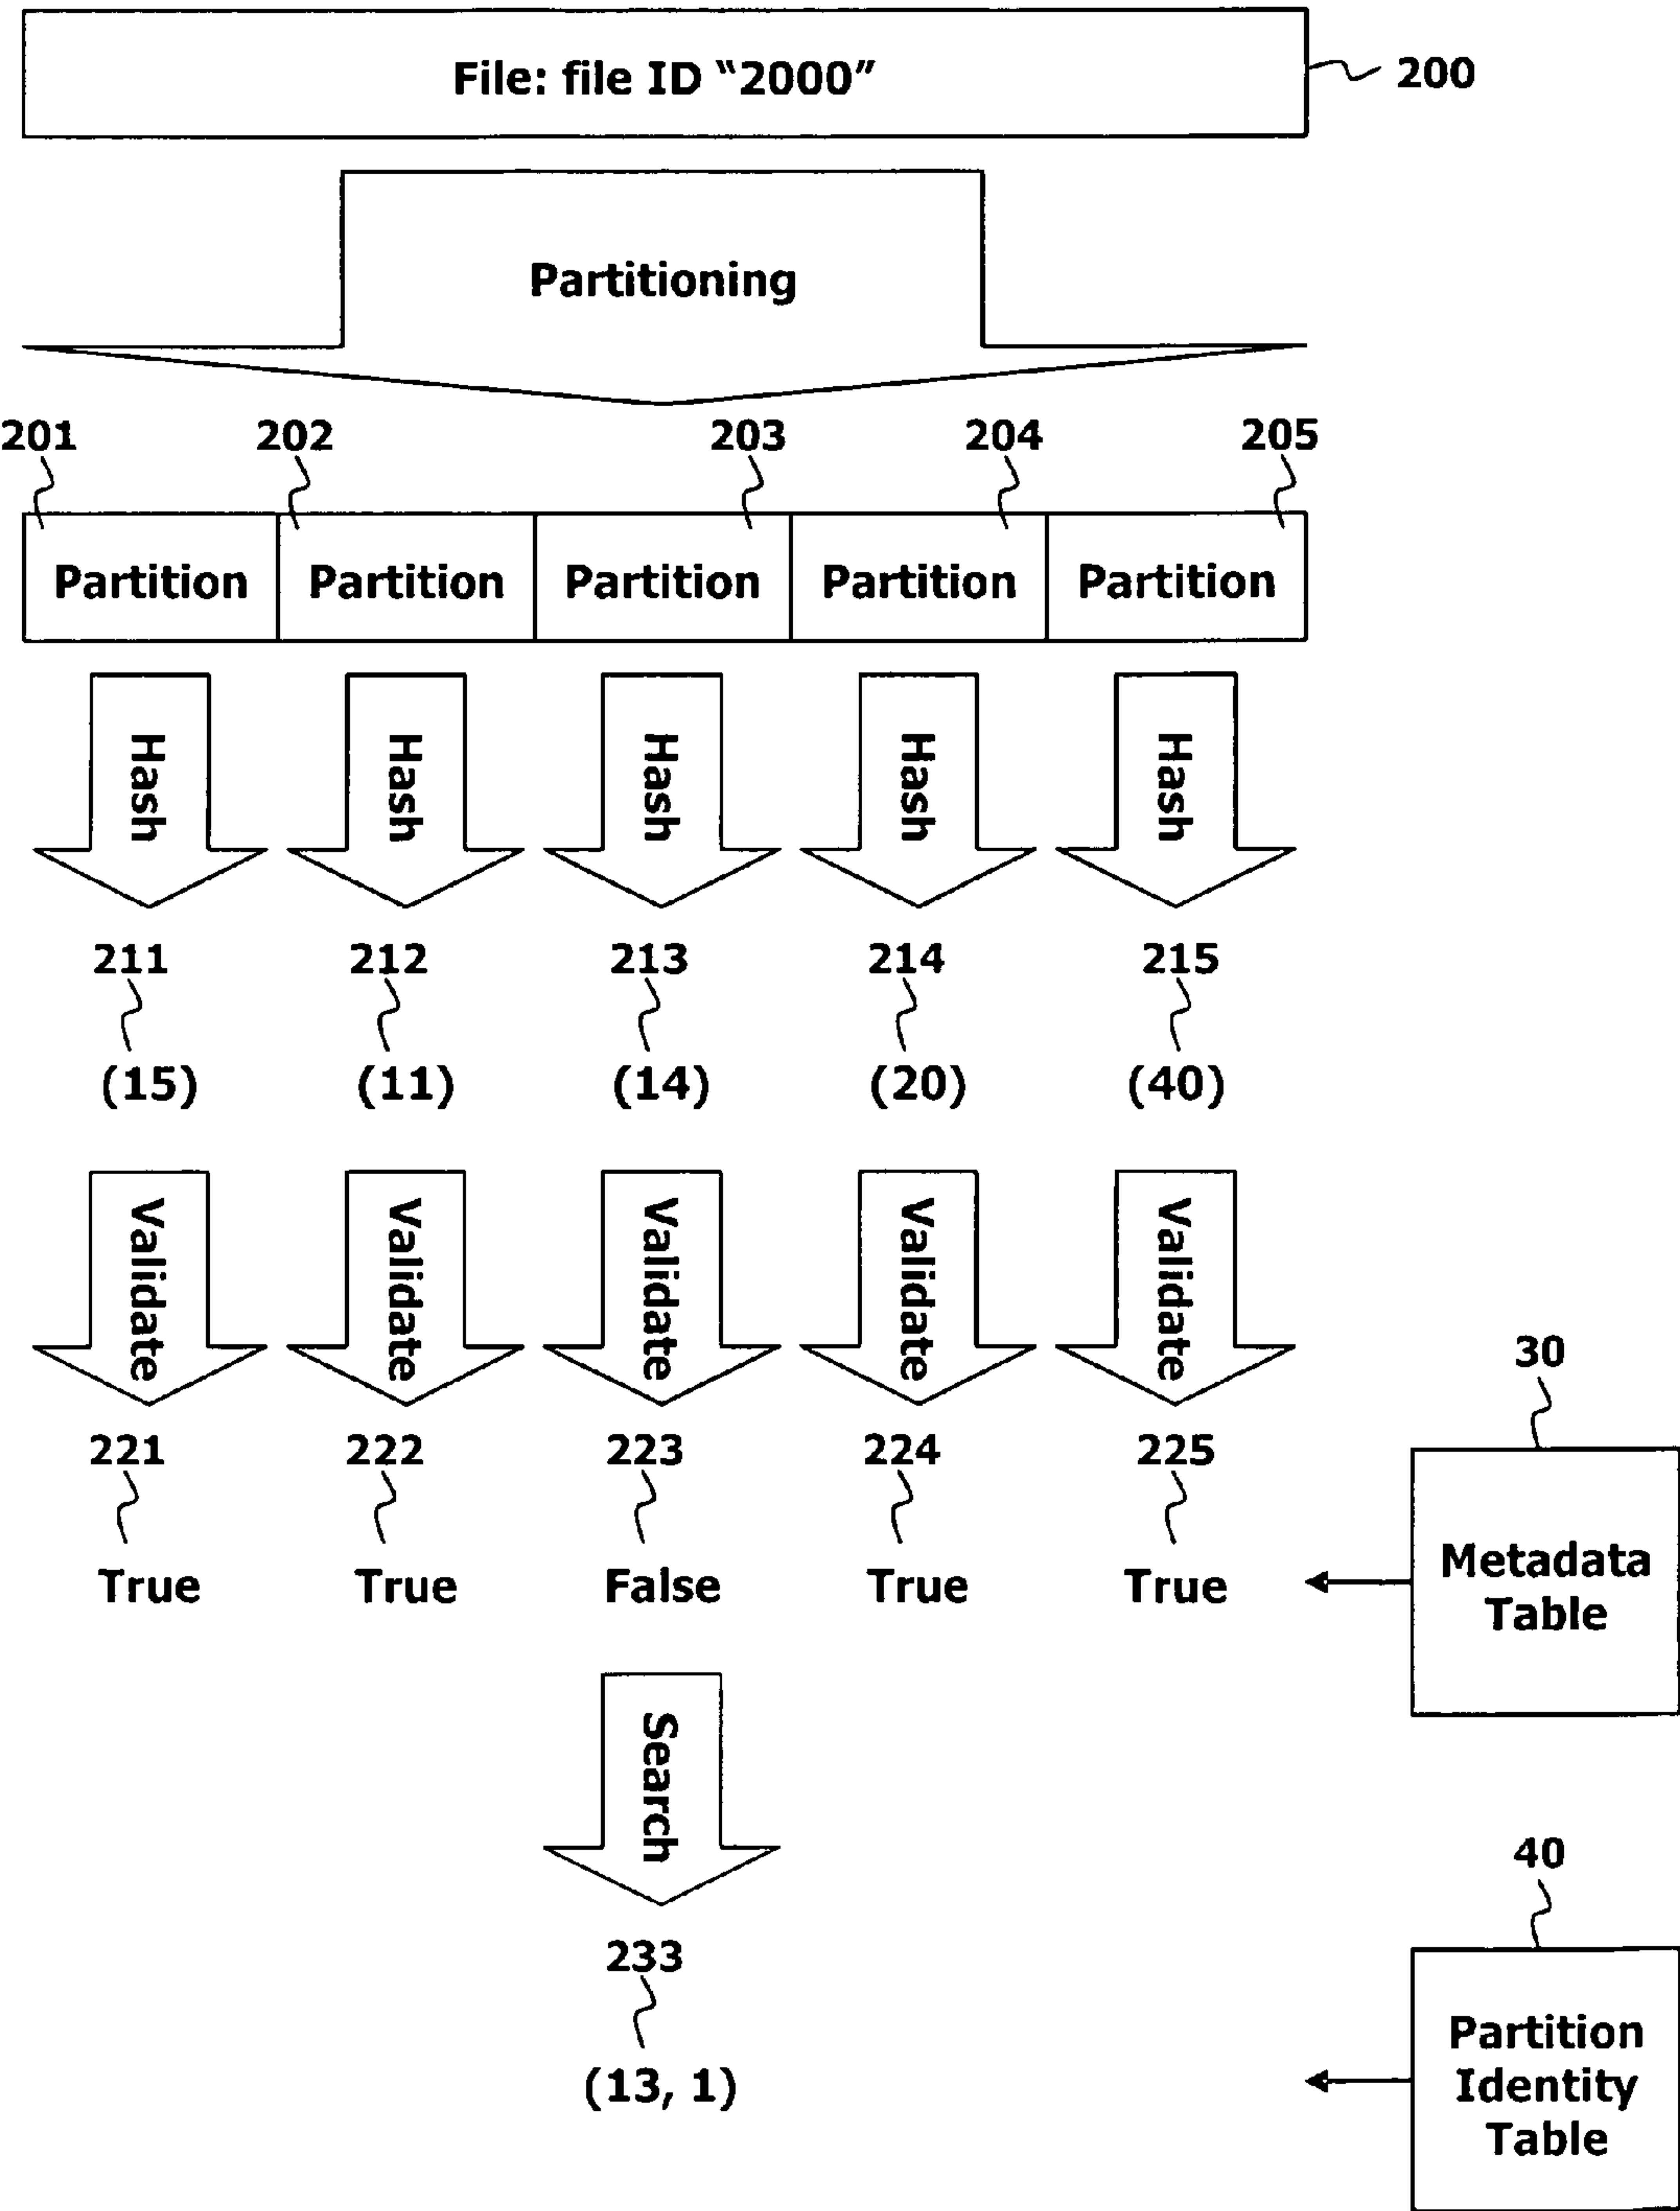 File: file ID “2000”
200
Partitioning
201 202 203 204 205
Partition Partition Partition Partition Partition
Hash Hash Hash Hash Hash
211 212 213 214 215
(15) (11) (14) (20) (40)
Validate Validate Validate Validate Validate
30
221 222 223 224 225
True True False True True
Metadata
Table
Search
40
233
(13, 1)
Partition
Identity
Table